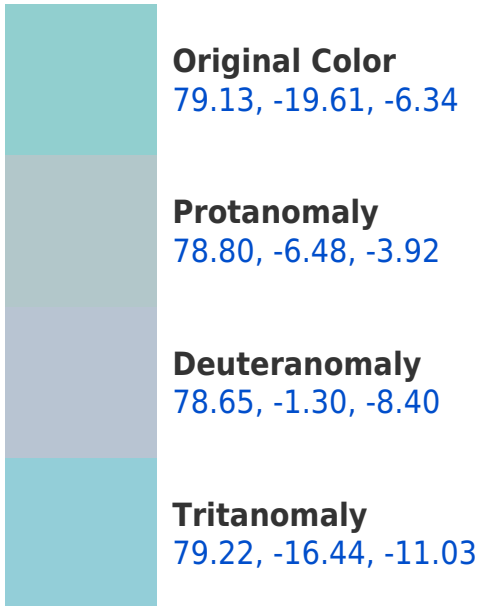 Original Color
79.13, -19.61, -6.34
Protanomaly
78.80, -6.48, -3.92
Deuteranomaly
78.65, -1.30, -8.40
Tritanomaly
79.22, -16.44, -11.03